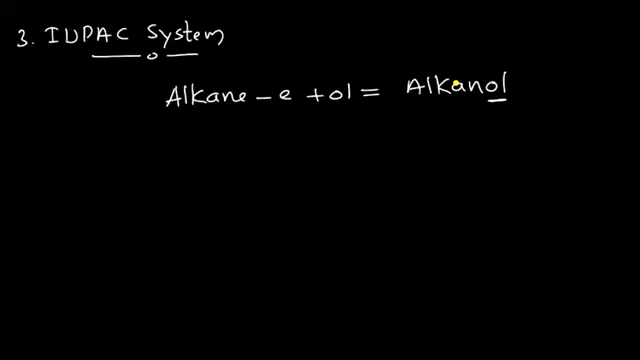 3. IUPAC System
Alkane - e + ol = Alkanol